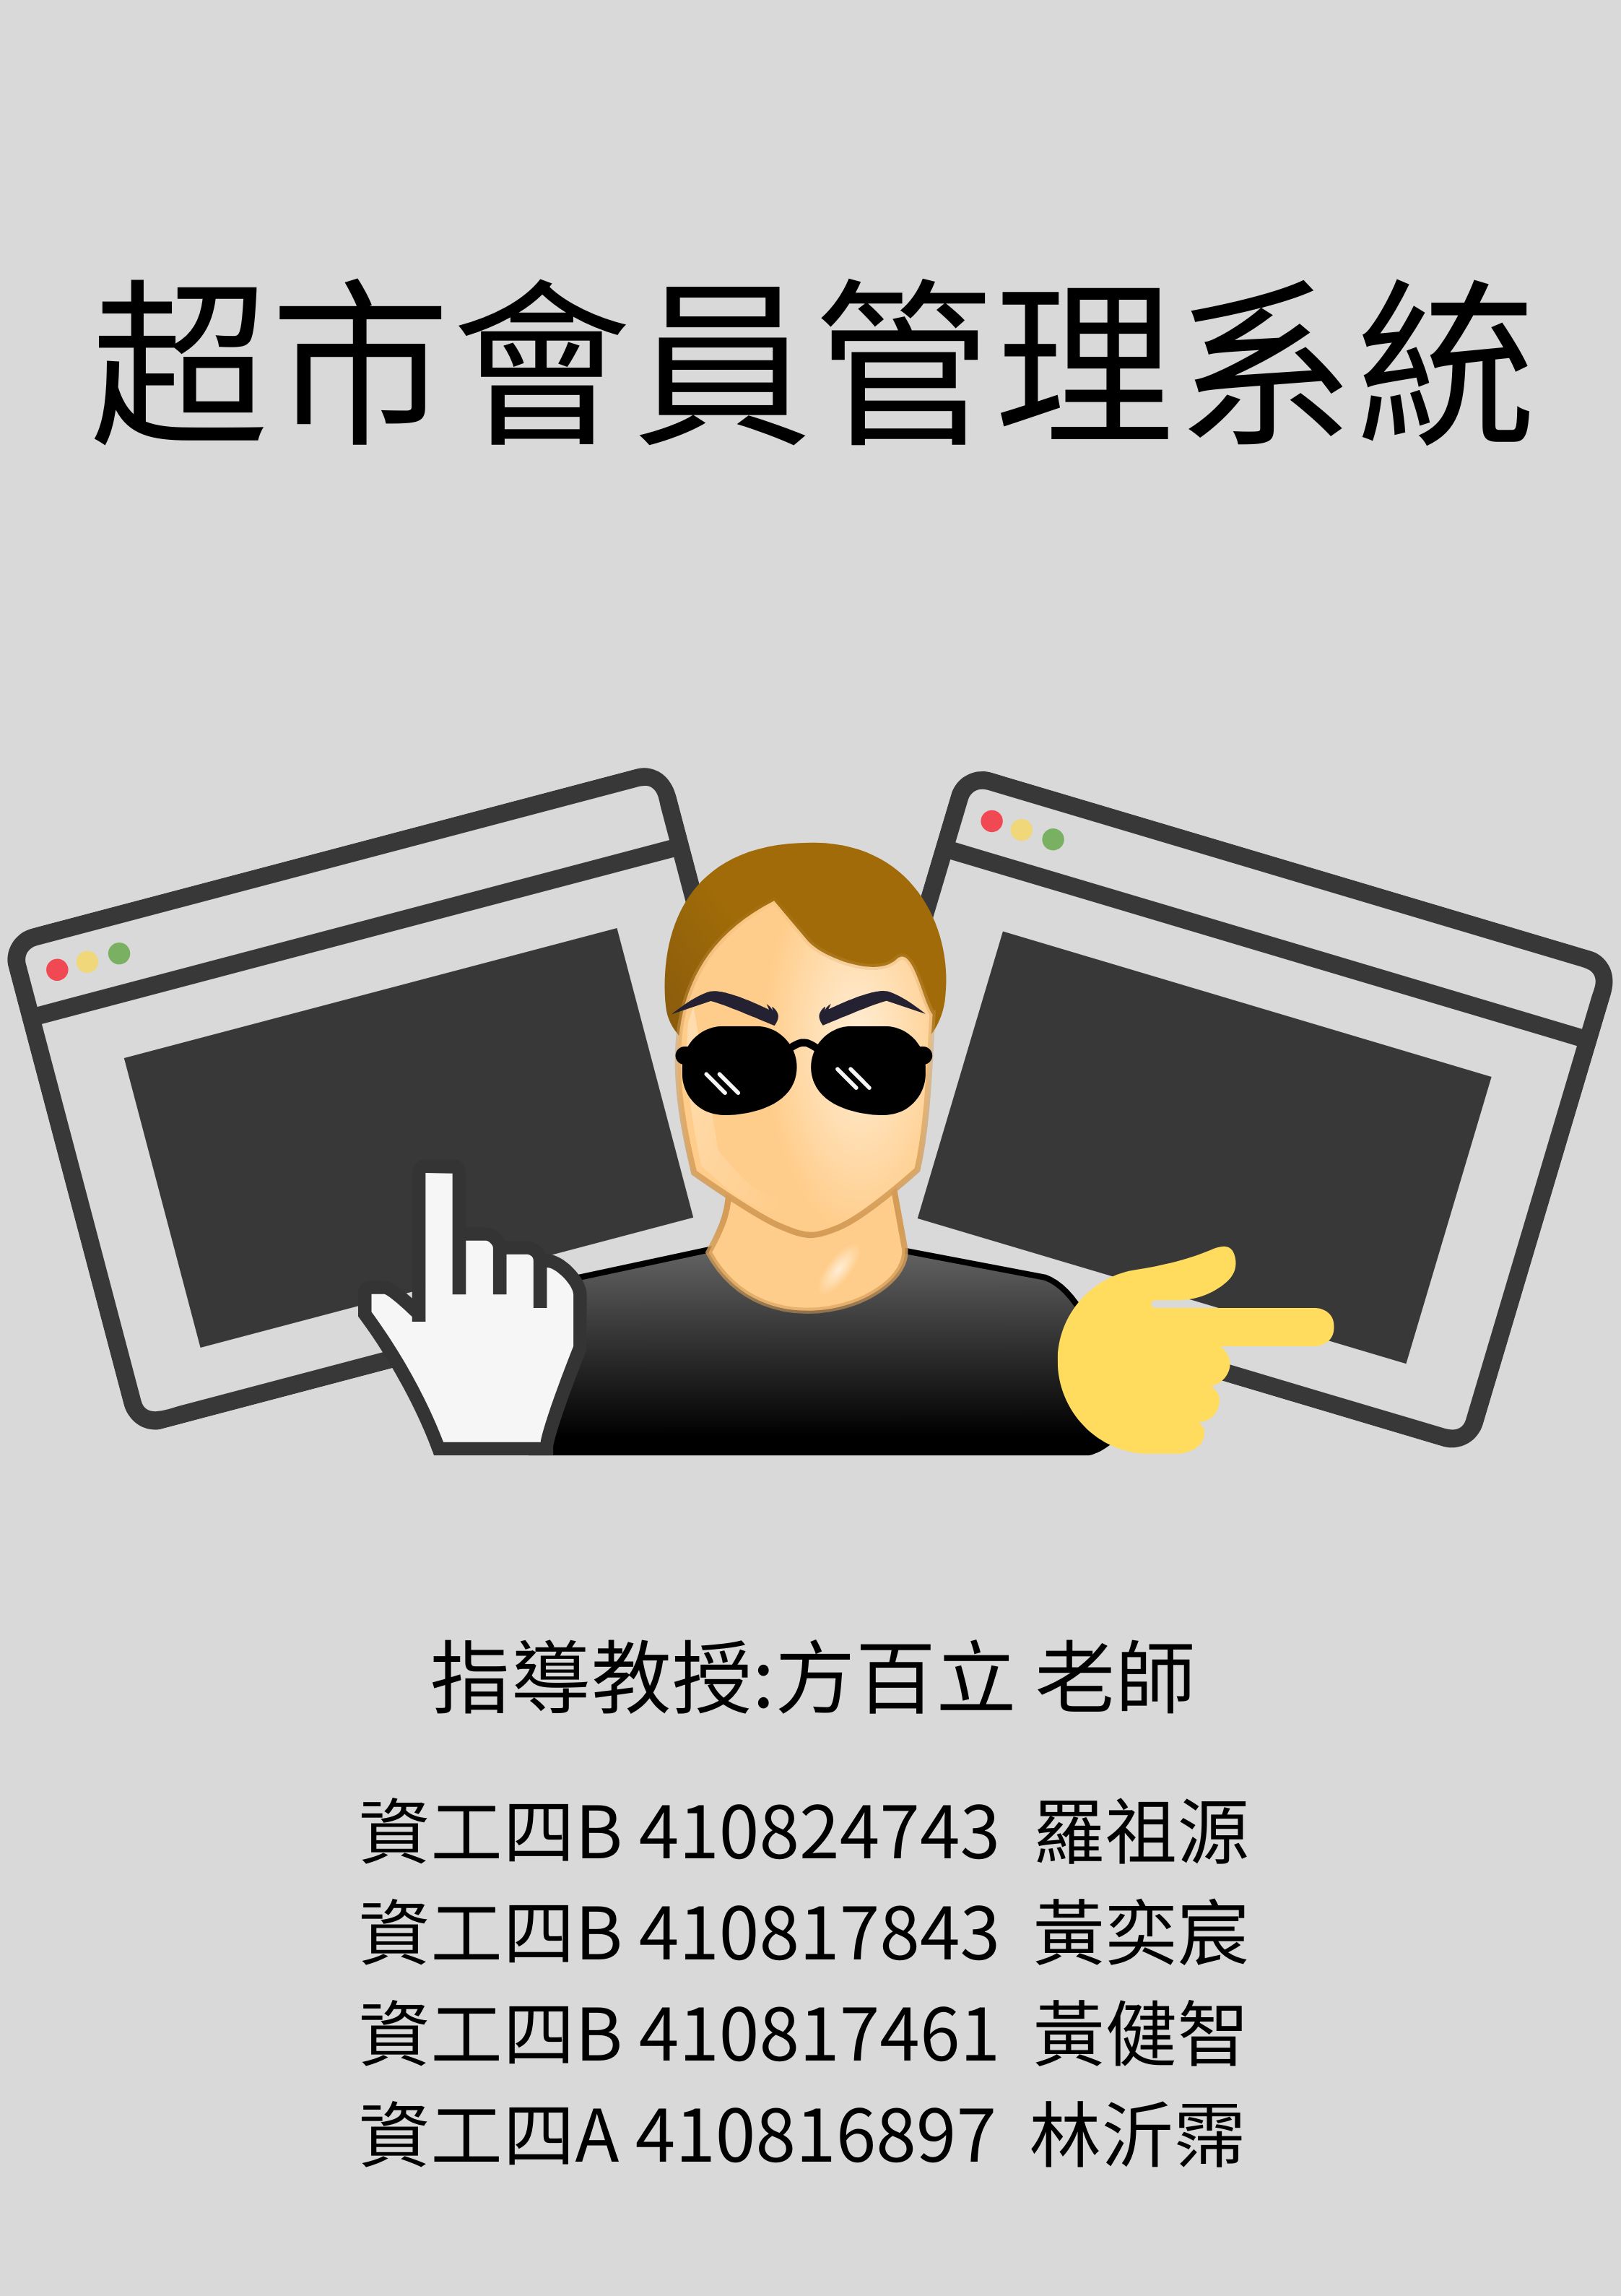 超市會員管理系統
指導教授:方百立 老師
資工四B 410824743 羅祖源
資工四B 410817843 黃奕宸
資工四B 410817461 黃健智
資工四A 410816897 林沂霈